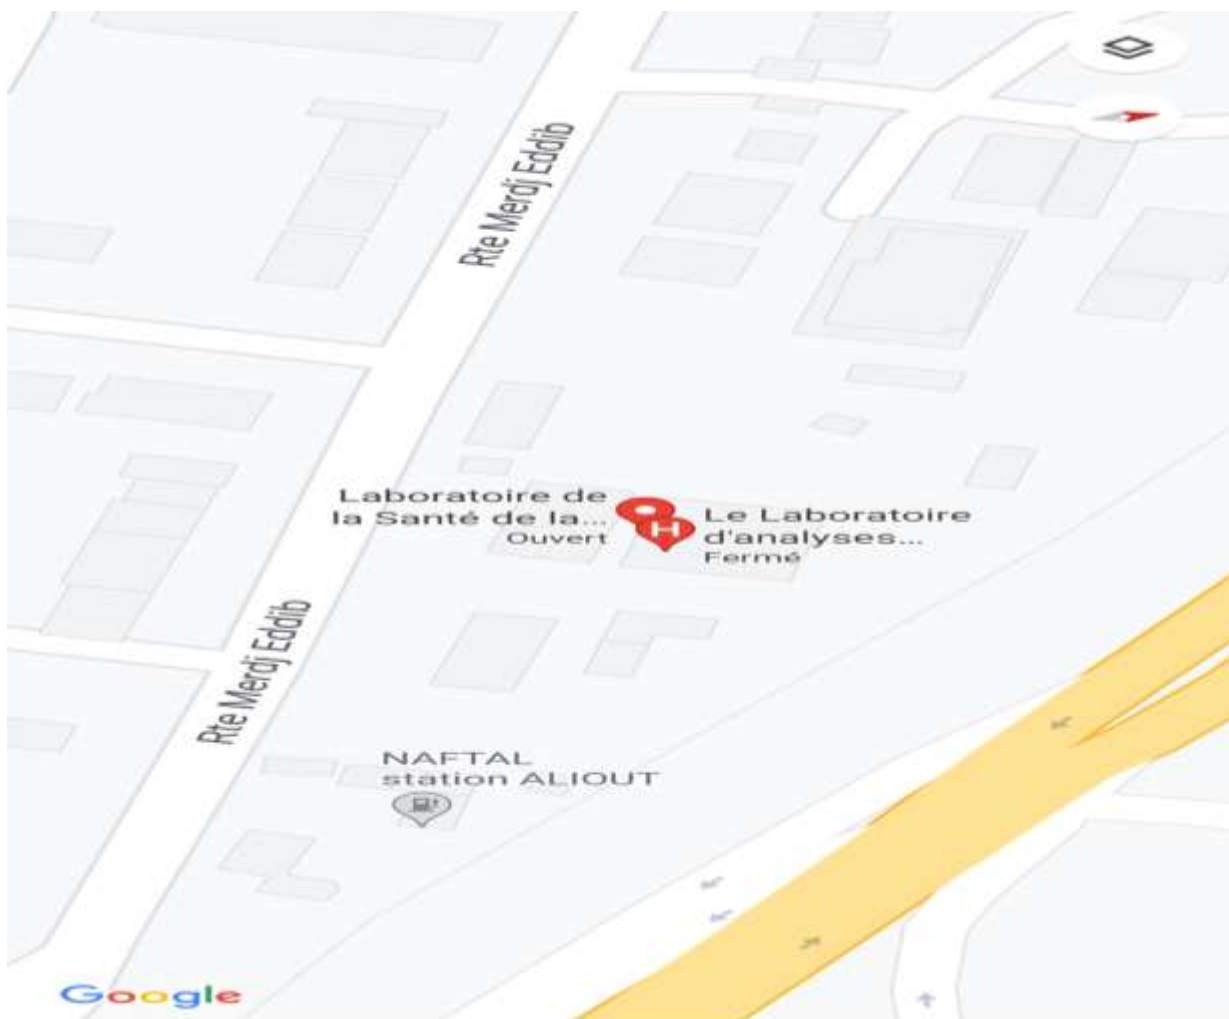 Rte Merdj Eddib
Laboratoire de
la Santé de la...
Ouvert
Le Laboratoire
d'analyses...
Fermé
Rte Merdj Eddib
NAFTAL
station ALIOUT
Google